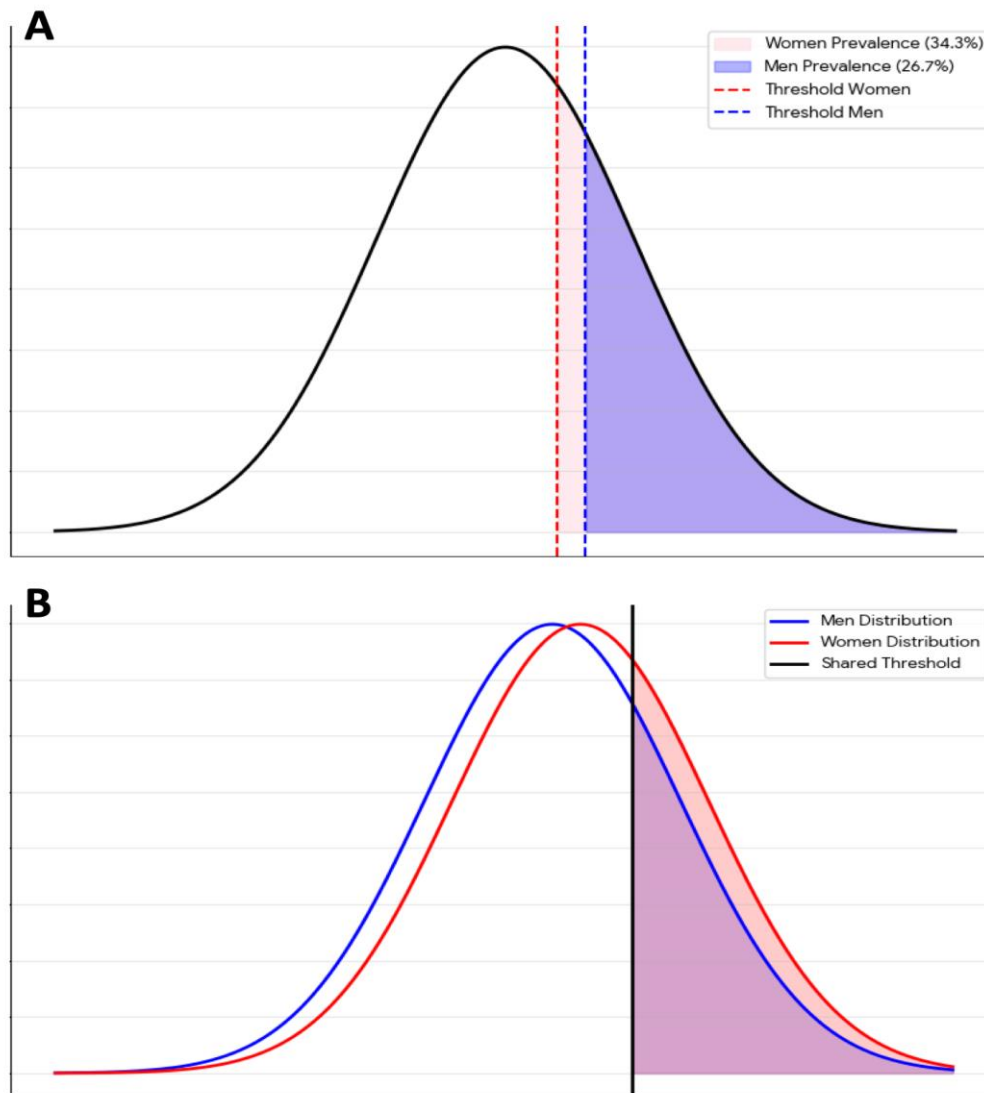 A
Women Prevalence (34.3%)
Men Prevalence (26.7%)
Threshold Women
Threshold Men
B
Men Distribution
Women Distribution
Shared Threshold